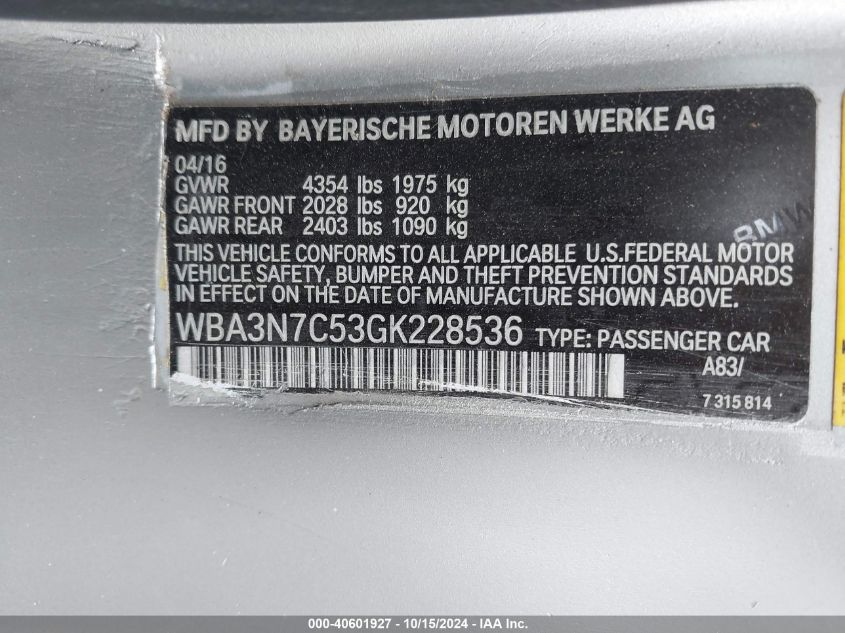 MFD BY BAYERISCHE MOTOREN WERKE AG
04/16
GVWR 4354 lbs 1975 kg
GAWR FRONT 2028 lbs 920 kg
GAWR REAR 2403 lbs 1090 kg
BMW
THIS VEHICLE CONFORMS TO ALL APPLICABLE U.S.FEDERAL MOTOR
VEHICLE SAFETY, BUMPER AND THEFT PREVENTION STANDARDS
IN EFFECT ON THE DATE OF MANUFACTURE SHOWN ABOVE.
WBA3N7C53GK228536 TYPE: PASSENGER CAR
A83/
7 315 814
000-40601927 - 10/15/2024 - IAA Inc.